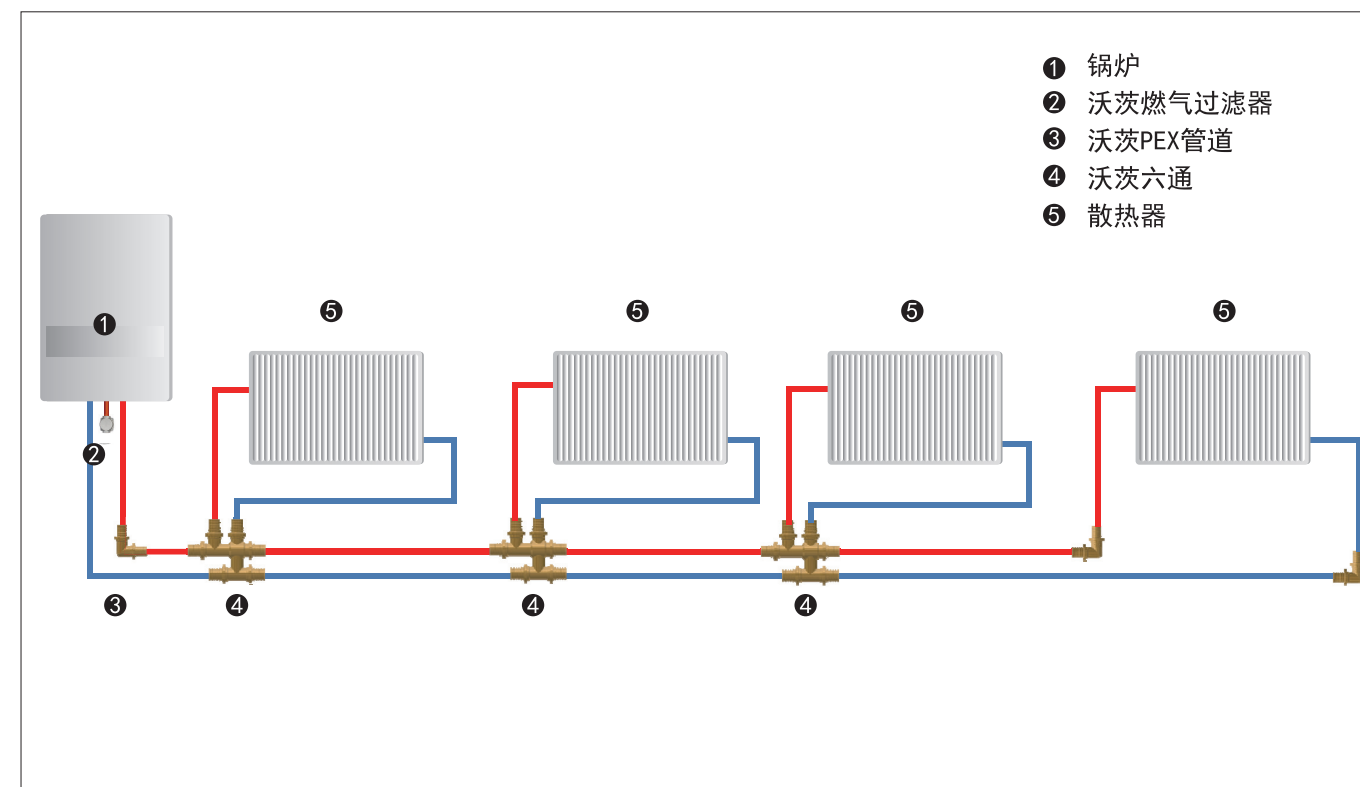 ❶ 锅炉
❷ 沃茨燃气过滤器
❸ 沃茨PEX管道
❹ 沃茨六通
❺ 散热器
❺ ❺ ❺ ❺
❶
❷
❸ ❹ ❹ ❹